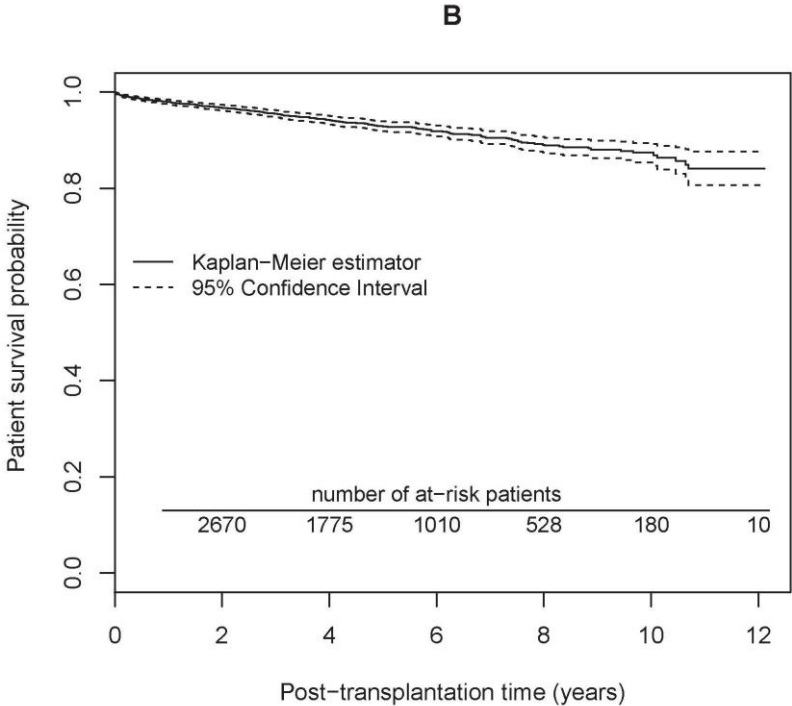 B
1.0
0.8
0.6
0.4
0.2
0.0
Patient survival probability
Kaplan−Meier estimator
95% Confidence Interval
number of at−risk patients
2670 1775 1010 528 180 10
0 2 4 6 8 10 12
Post−transplantation time (years)